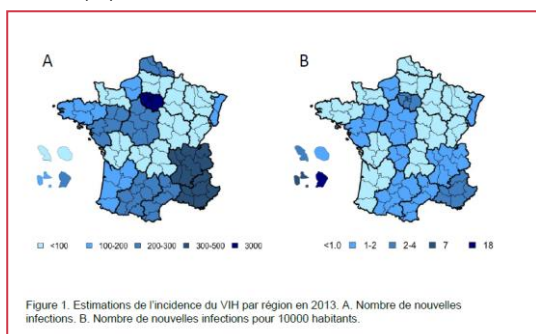 A
B
<100 100-200 200-300 300-500 3000
<1.0 1-2 2-4 7 18
Figure 1. Estimations de l'incidence du VIH par région en 2013. A. Nombre de nouvelles
infections. B. Nombre de nouvelles infections pour 10000 habitants.